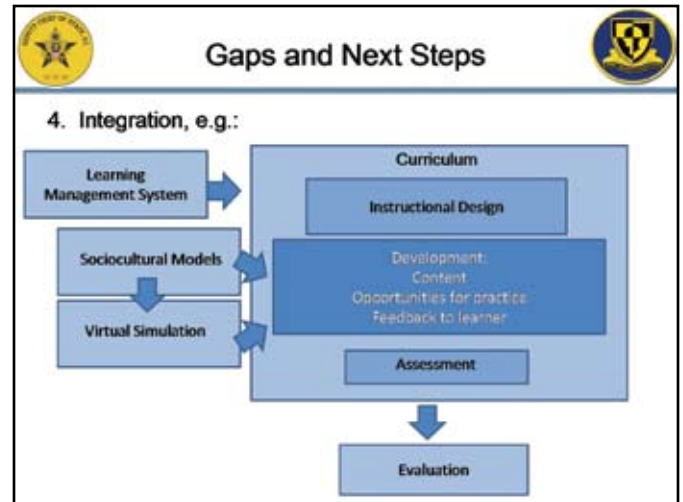 Gaps and Next Steps
4. Integration, e.g.:
Learning
Management System
Curriculum
Instructional Design
Sociocultural Models
Development:
Content
Opportunities for practice
Feedback to learner
Virtual Simulation
Assessment
Evaluation